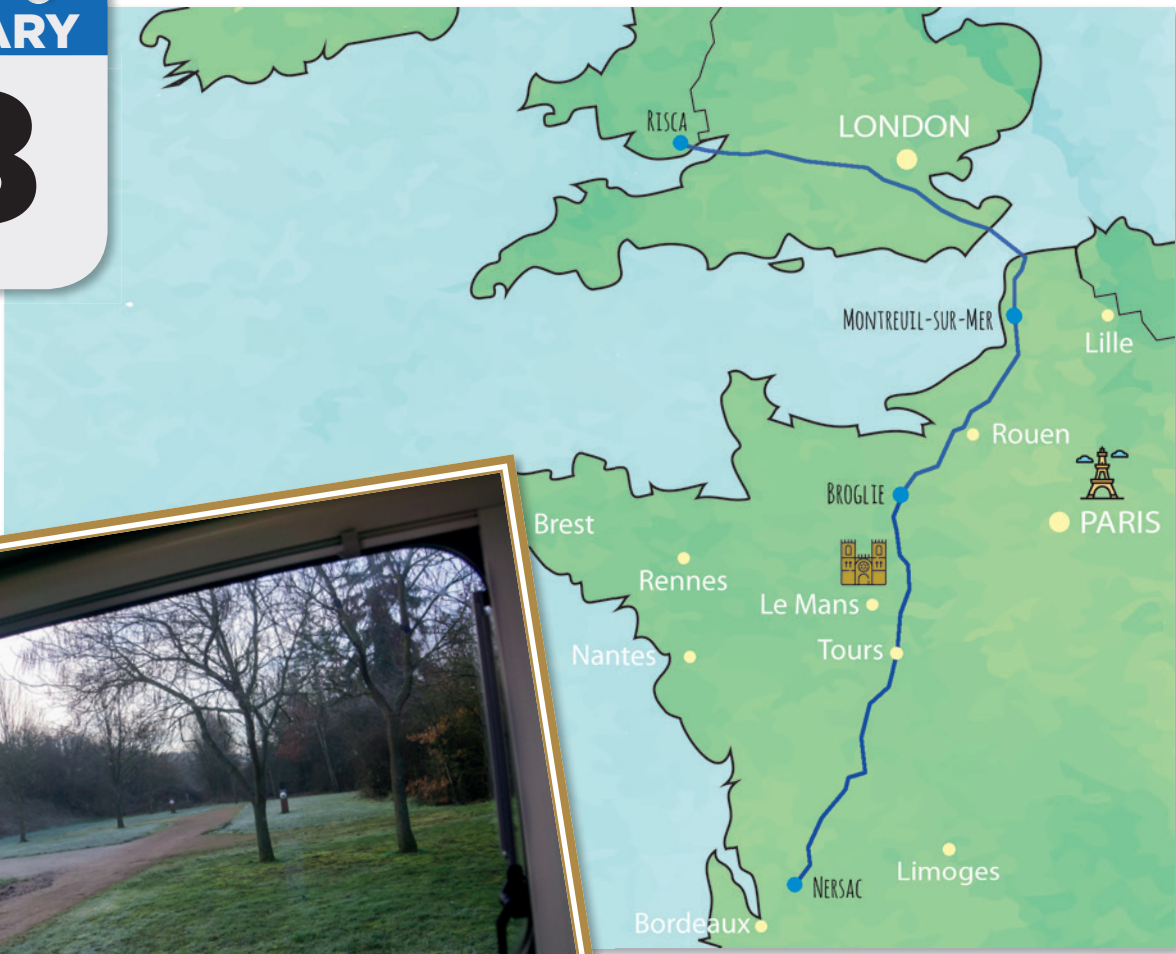 ARY
3
RISCA
LONDON
MONTREUIL-SUR-MER
Lille
Rouen
BROGLIE
PARIS
Brest
Rennes
Le Mans
Nantes
Tours
Limoges
NERSAC
Bordeaux